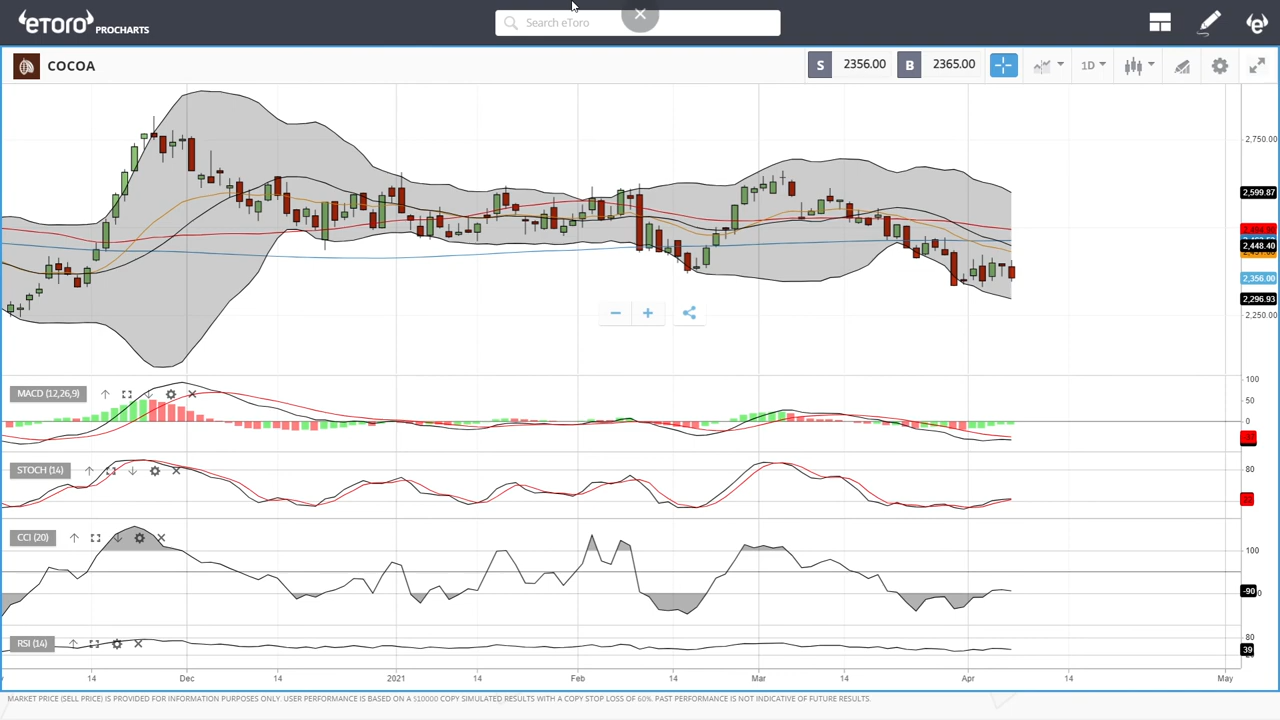 eToro PROCHARTS
Search eToro
COCOA
S 2356.00 B 2365.00
1D
2,750.00
2,599.87
2,494.90
2,448.40
2,356.00
2,296.93
2,250.00
MACD (12,26,9)
100
50
0
STOCH (14)
80
CCI (20)
100
-90
RSI (14)
80
39
14 Dec 14 2021 14 Feb 14 Mar 14 Apr 14 May
MARKET PRICE (SELL PRICE) IS PROVIDED FOR INFORMATION PURPOSES ONLY. USER PERFORMANCE IS BASED ON A $10000 COPY SIMULATED RESULTS WITH A COPY STOP LOSS OF 60%. PAST PERFORMANCE IS NOT INDICATIVE OF FUTURE RESULTS.